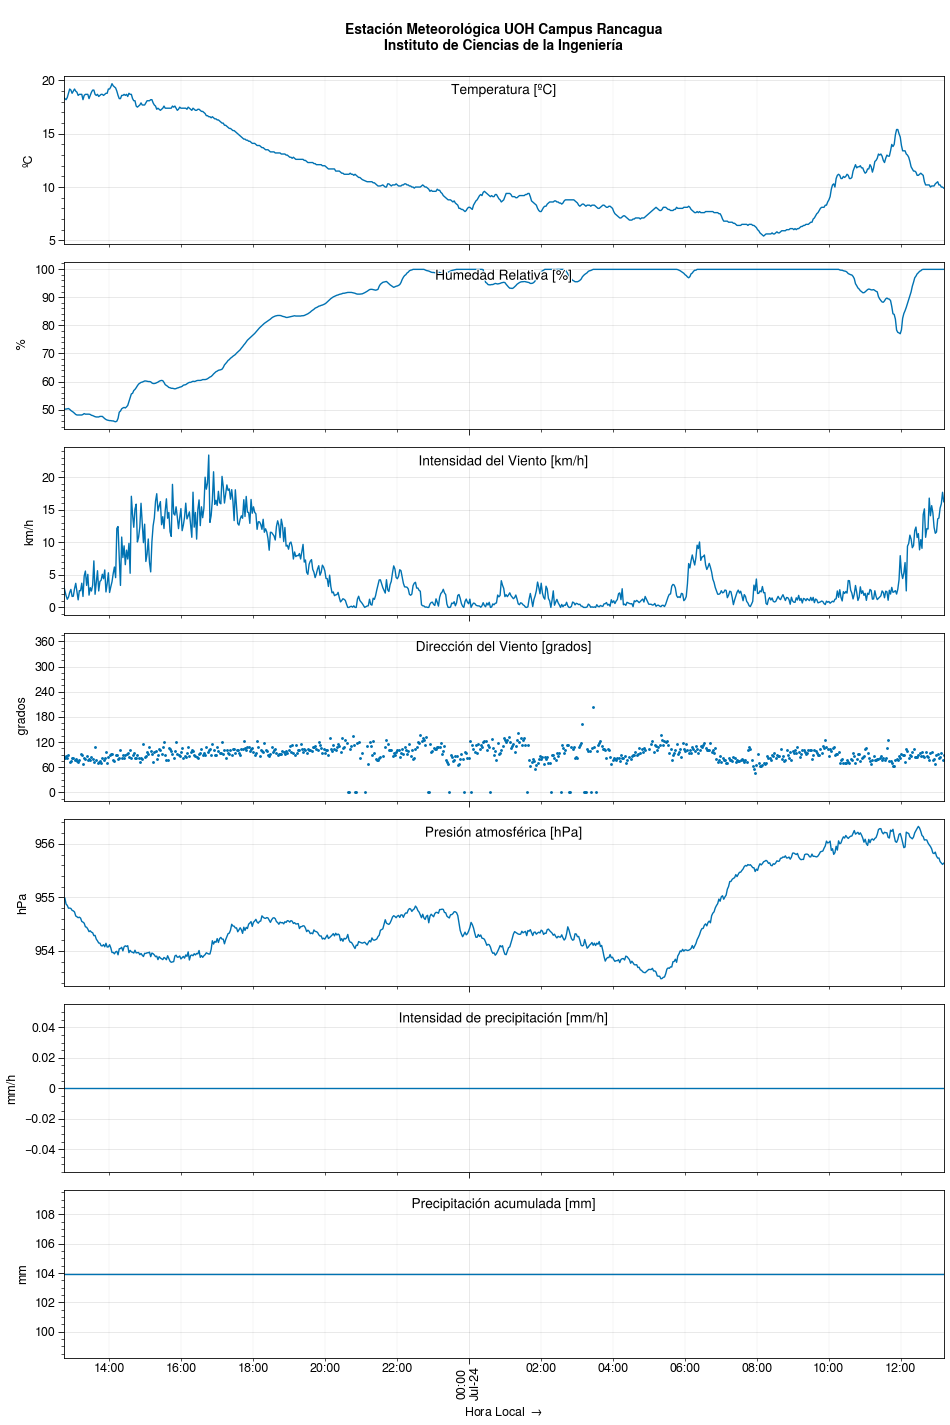 Estación Meteorológica UOH Campus Rancagua
Instituto de Ciencias de la Ingeniería
Temperatura [ºC]
ºC
20
15
10
5
Humedad Relativa [%]
%
100
90
80
70
60
50
Intensidad del Viento [km/h]
km/h
20
15
10
5
0
Dirección del Viento [grados]
grados
360
300
240
180
120
60
0
Presión atmosférica [hPa]
hPa
956
955
954
Intensidad de precipitación [mm/h]
mm/h
0.04
0.02
0
−0.02
−0.04
Precipitación acumulada [mm]
mm
108
106
104
102
100
14:00 16:00 18:00 20:00 22:00 00:00 02:00 04:00 06:00 08:00 10:00 12:00
Jul-24
Hora Local →